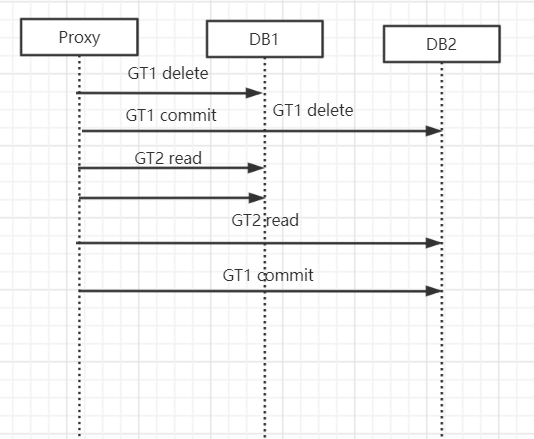 Proxy
DB1
DB2
GT1 delete
GT1 commit
GT1 delete
GT2 read
GT2 read
GT1 commit